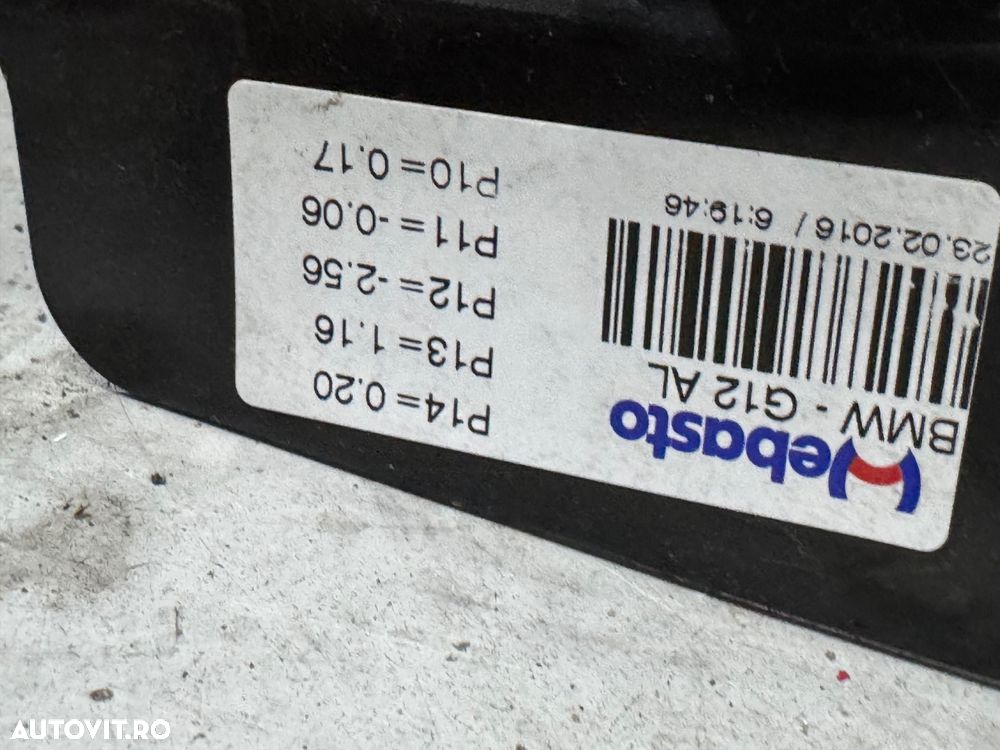 Webasto
BMW - G12 AL
23.02.2016 / 6:19:46
P14= 0.20
P13= 1.16
P12= -2.56
P11= -0.06
P10= 0.17
AUTOVIT.RO